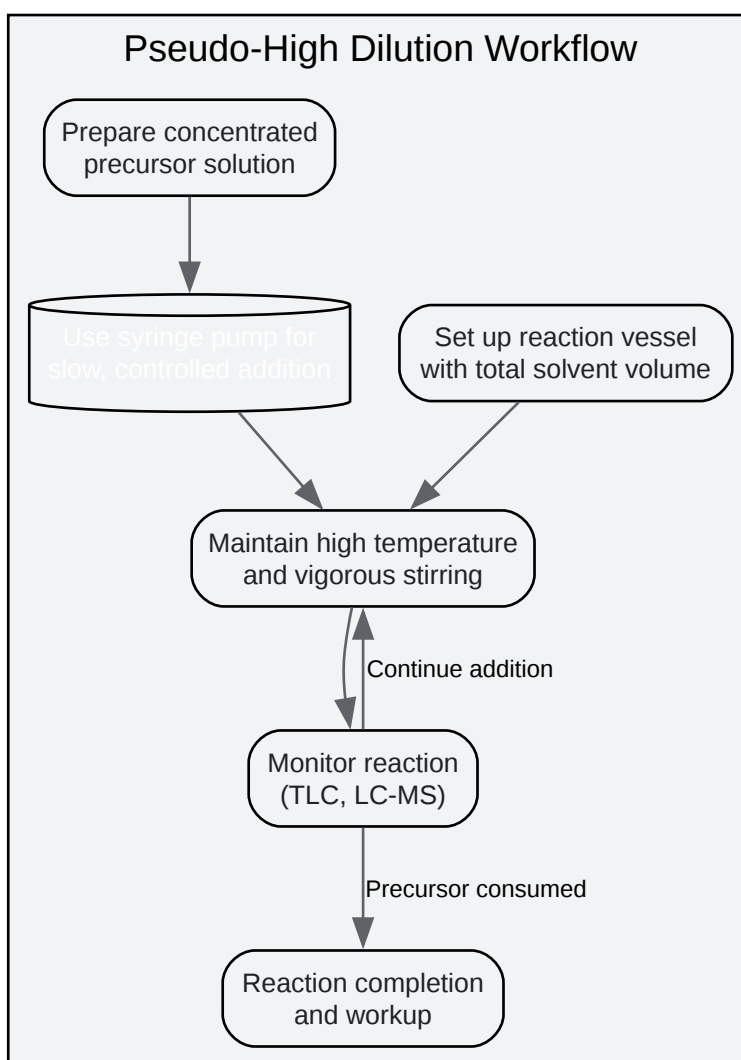 Pseudo-High Dilution Workflow
Prepare concentrated
precursor solution
Use syringe pump for
slow, controlled addition
Set up reaction vessel
with total solvent volume
Maintain high temperature
and vigorous stirring
Continue addition
Monitor reaction
(TLC, LC-MS)
Precursor consumed
Reaction completion
and workup